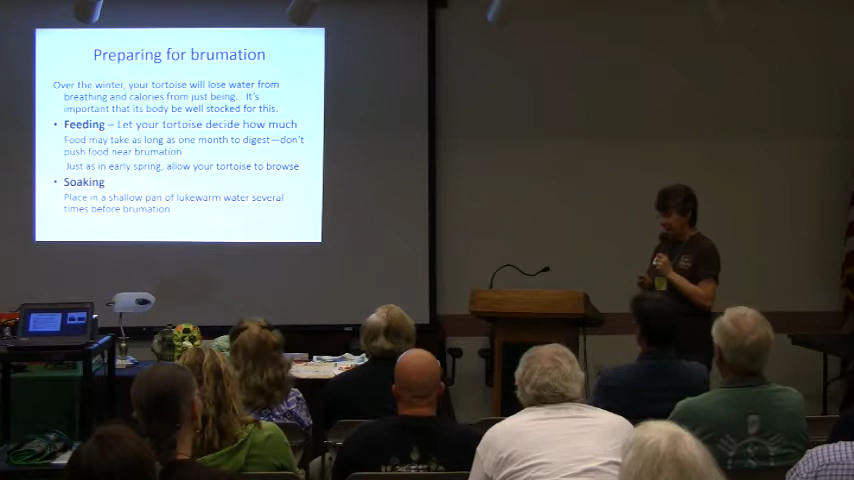 Preparing for brumation
Over the winter, your tortoise will lose water from
breathing and calories from just being. It's
important that its body be well stocked for this.
• Feeding – Let your tortoise decide how much
Food may take as long as one month to digest—don't
push food near brumation
Just as in early spring, allow your tortoise to browse
• Soaking
Place in a shallow pan of lukewarm water several
times before brumation